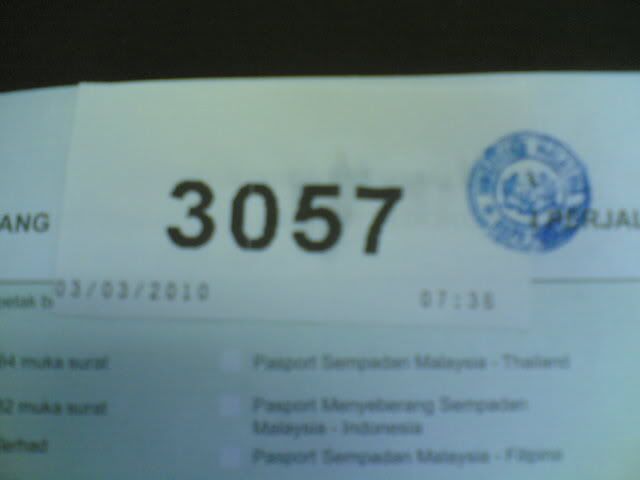 3057
ANG
PERJAL
petak b
03/03/2010 07:36
64 muka surat
Pasport Sempadan Malaysia - Thailand
32 muka surat
Pasport Menyeberang Sempadan
Malaysia - Indonesia
Terhad
Pasport Sempadan Malaysia - Filipina